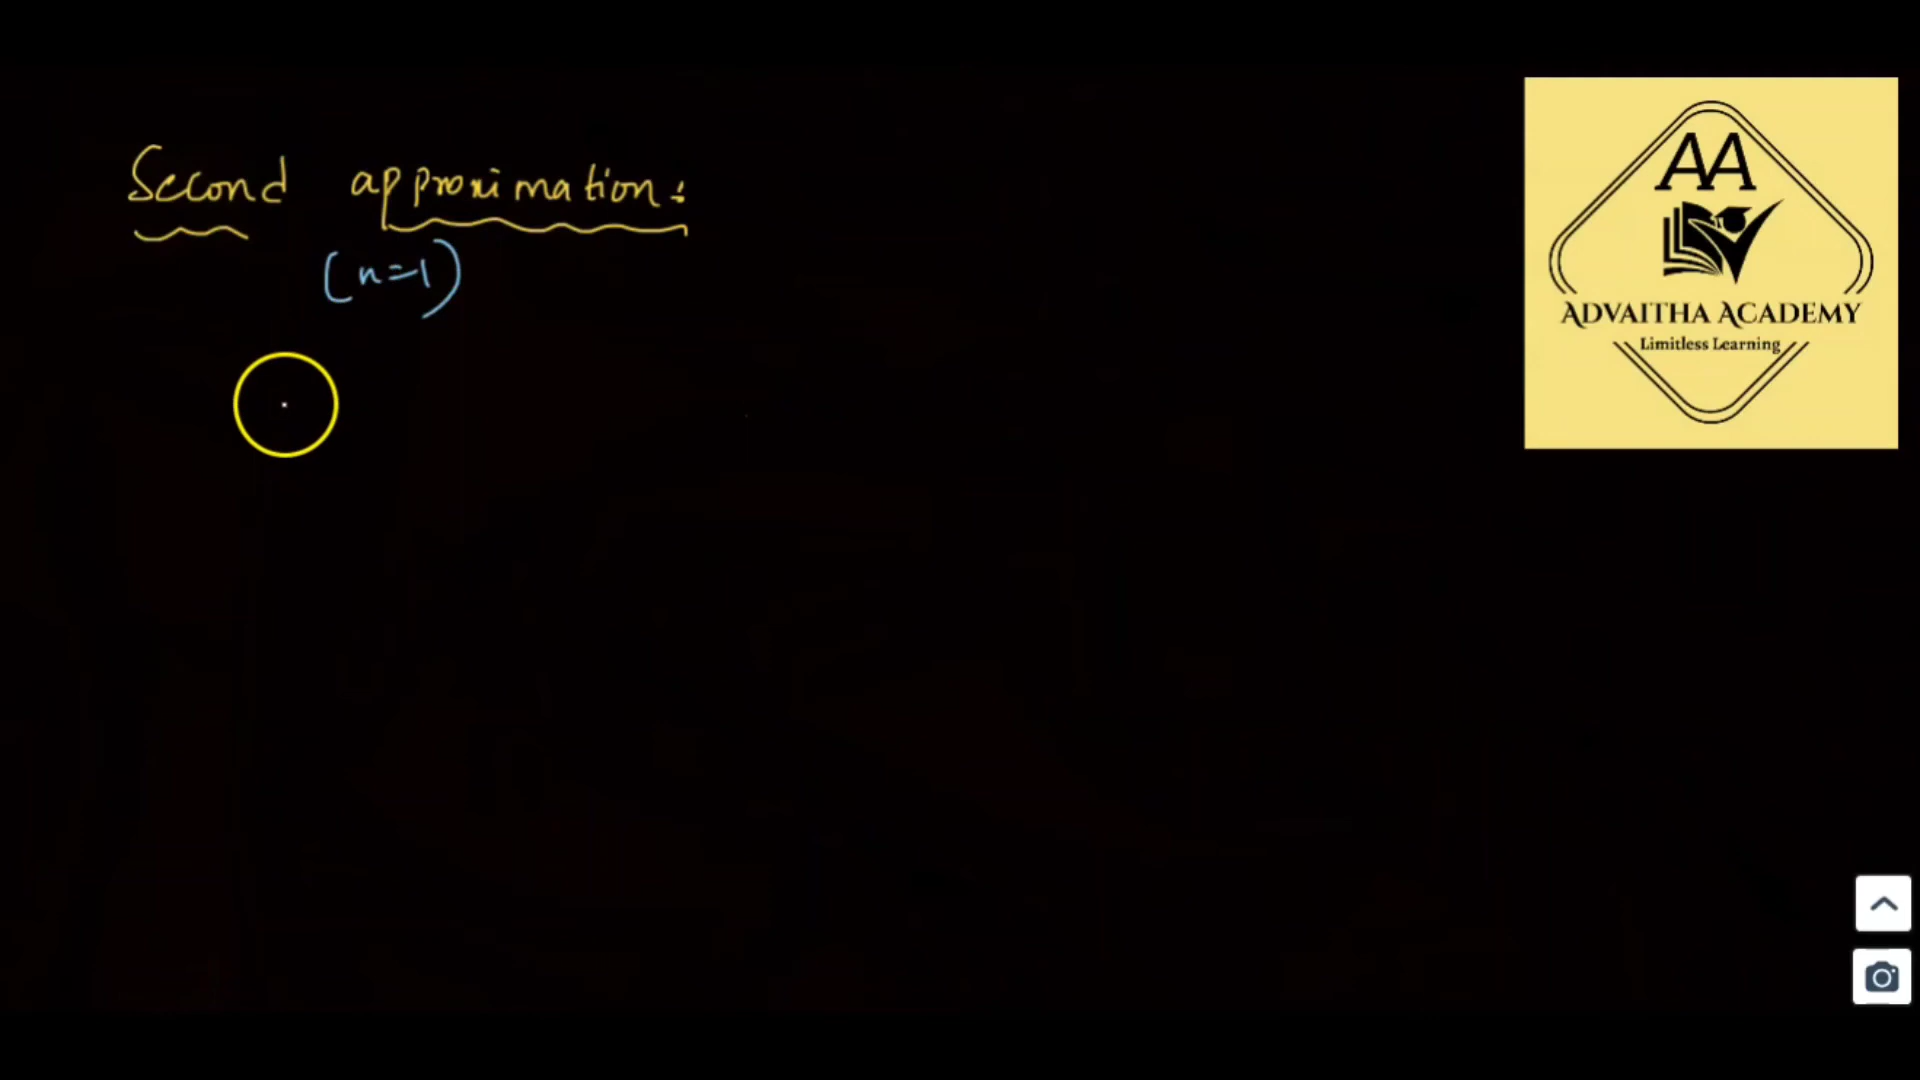 Second approximation:
(n=1)
AA
ADVAITHA ACADEMY
Limitless Learning